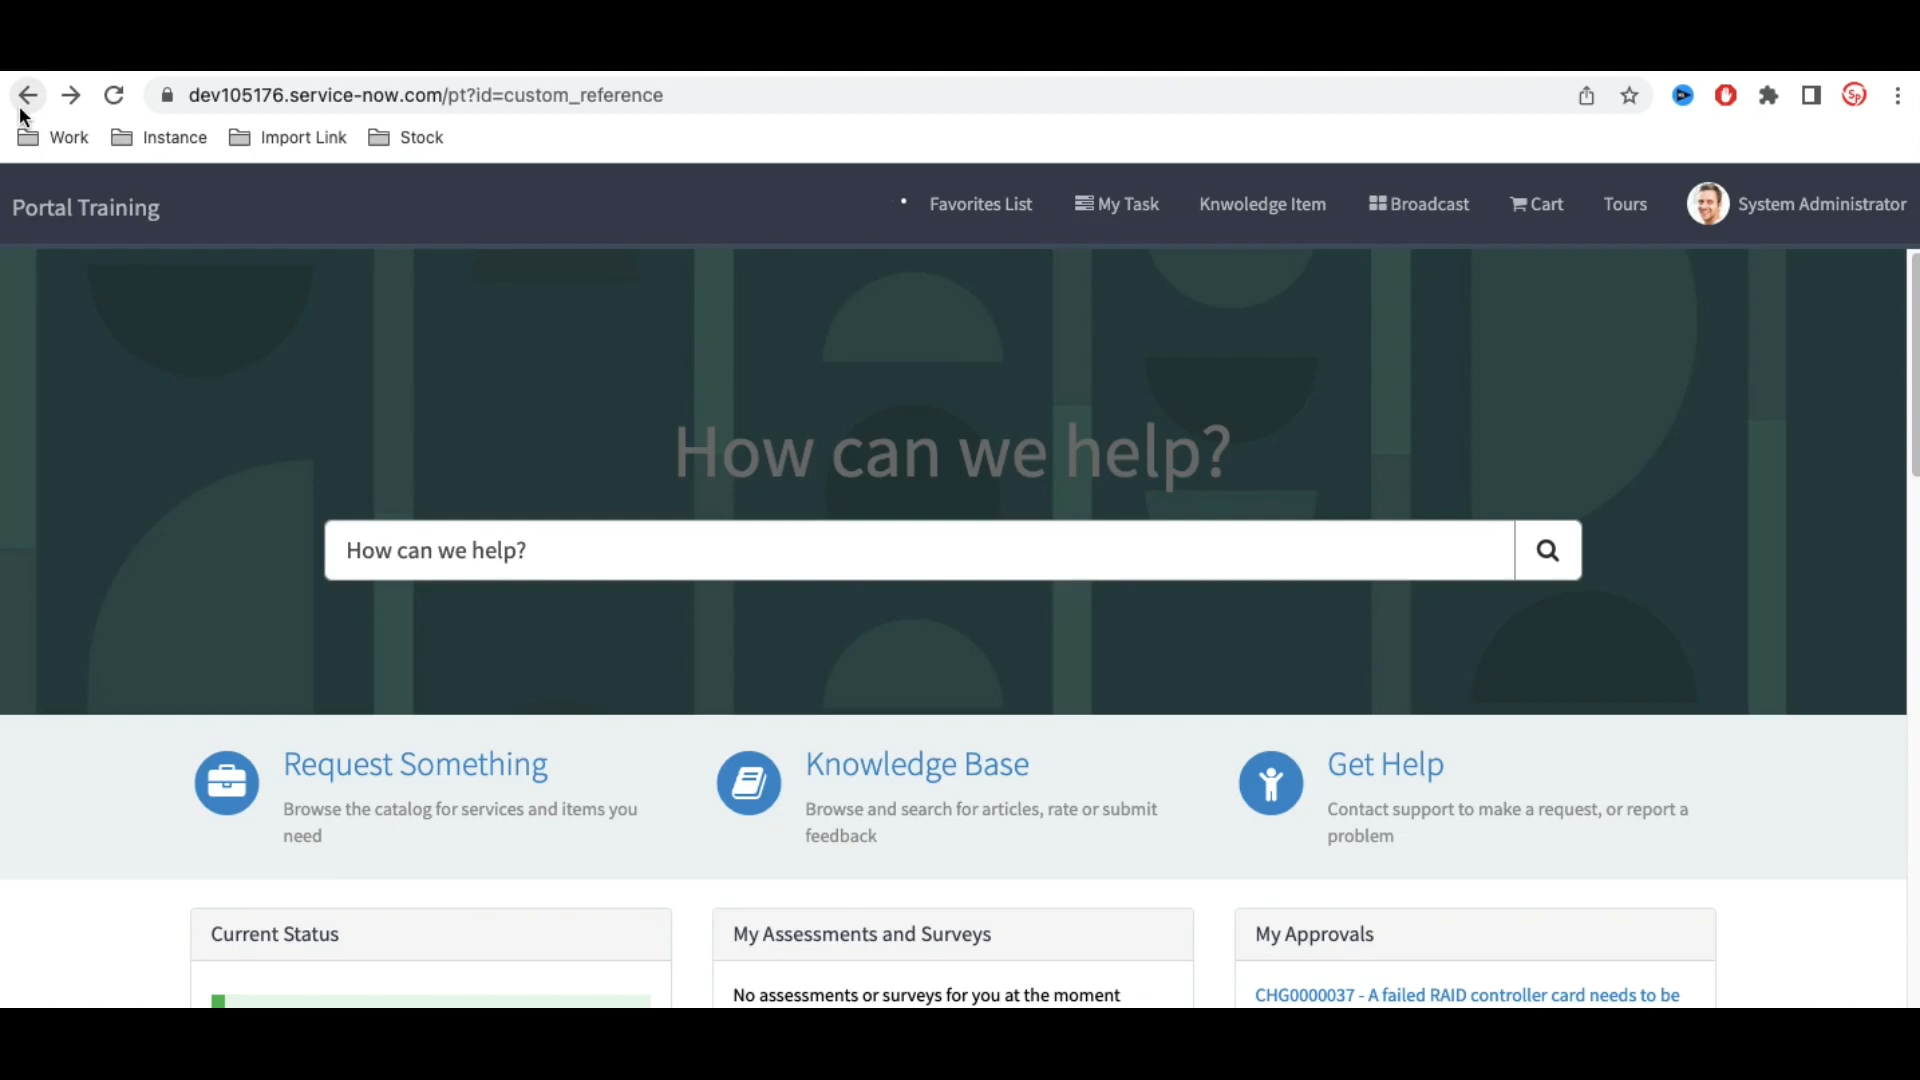 dev105176.service-now.com/pt?id=custom_reference
Sp
Work Instance Import Link Stock
Portal Training
Favorites List My Task Knwoledge Item Broadcast Cart Tours System Administrator
How can we help?
How can we help?
Request Something
Browse the catalog for services and items you
need
Knowledge Base
Browse and search for articles, rate or submit
feedback
Get Help
Contact support to make a request, or report a
problem
Current Status
My Assessments and Surveys
No assessments or surveys for you at the moment
My Approvals
CHG0000037 - A failed RAID controller card needs to be